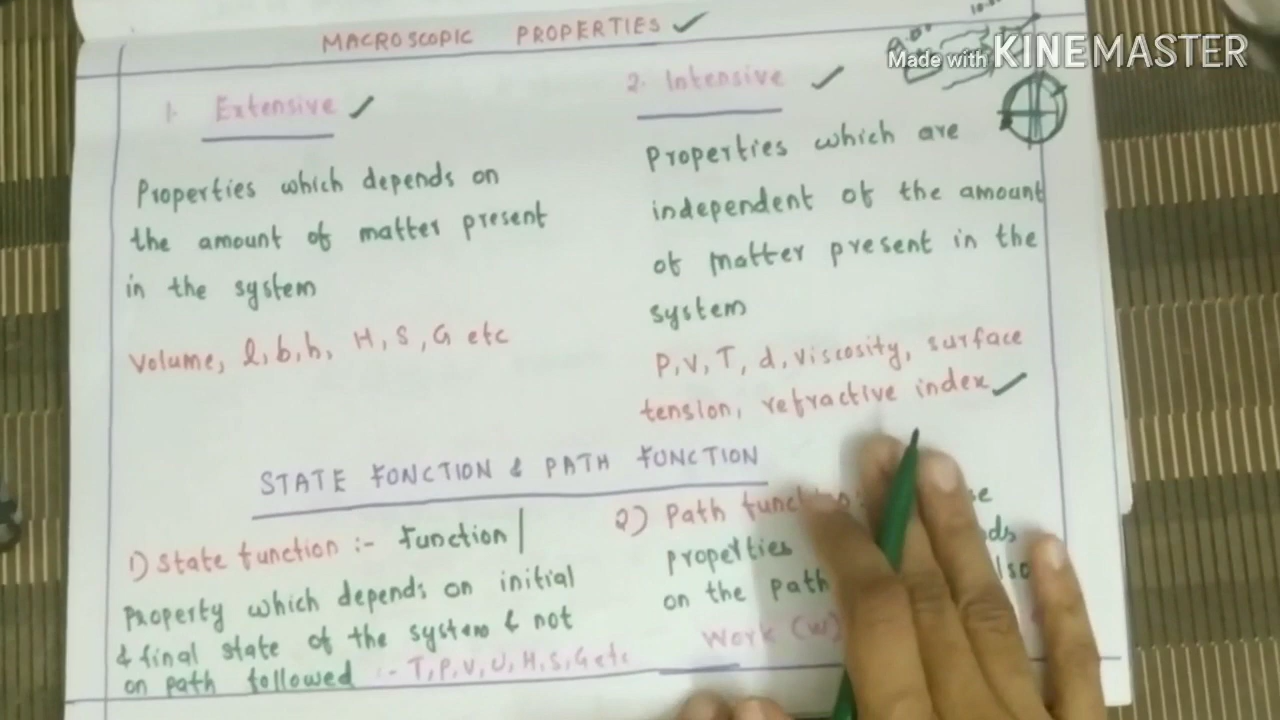 MACROSCOPIC PROPERTIES
Made with KINEMASTER
1. Extensive
Properties which depends on
the amount of matter present
in the system
Volume, l, b, h, H, S, G etc
2. Intensive
Properties which are
independent of the amount
of matter present in the
system
P, V, T, d, viscosity, surface
tension, refractive index
STATE FUNCTION & PATH FUNCTION
1) State function :- Function |
Property which depends on initial
& final state of the system & not
on path followed :- T, P, V, U, H, S, G etc
2) Path
properties
on the path
Work (W)